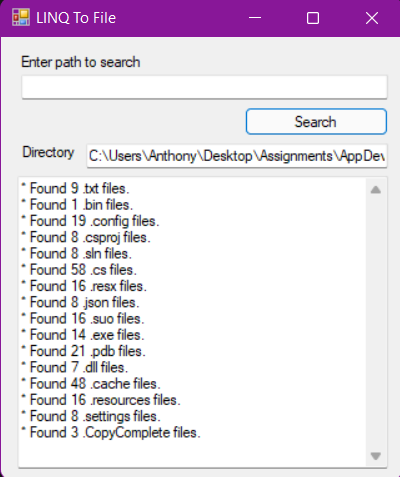 LINQ To File
Enter path to search
Search
Directory
C:\Users\Anthony\Desktop\Assignments\AppDev
* Found 9 .txt files.
* Found 1 .bin files.
* Found 19 .config files.
* Found 8 .csproj files.
* Found 8 .sln files.
* Found 58 .cs files.
* Found 16 .resx files.
* Found 8 .json files.
* Found 16 .suo files.
* Found 14 .exe files.
* Found 21 .pdb files.
* Found 7 .dll files.
* Found 48 .cache files.
* Found 16 .resources files.
* Found 8 .settings files.
* Found 3 .CopyComplete files.